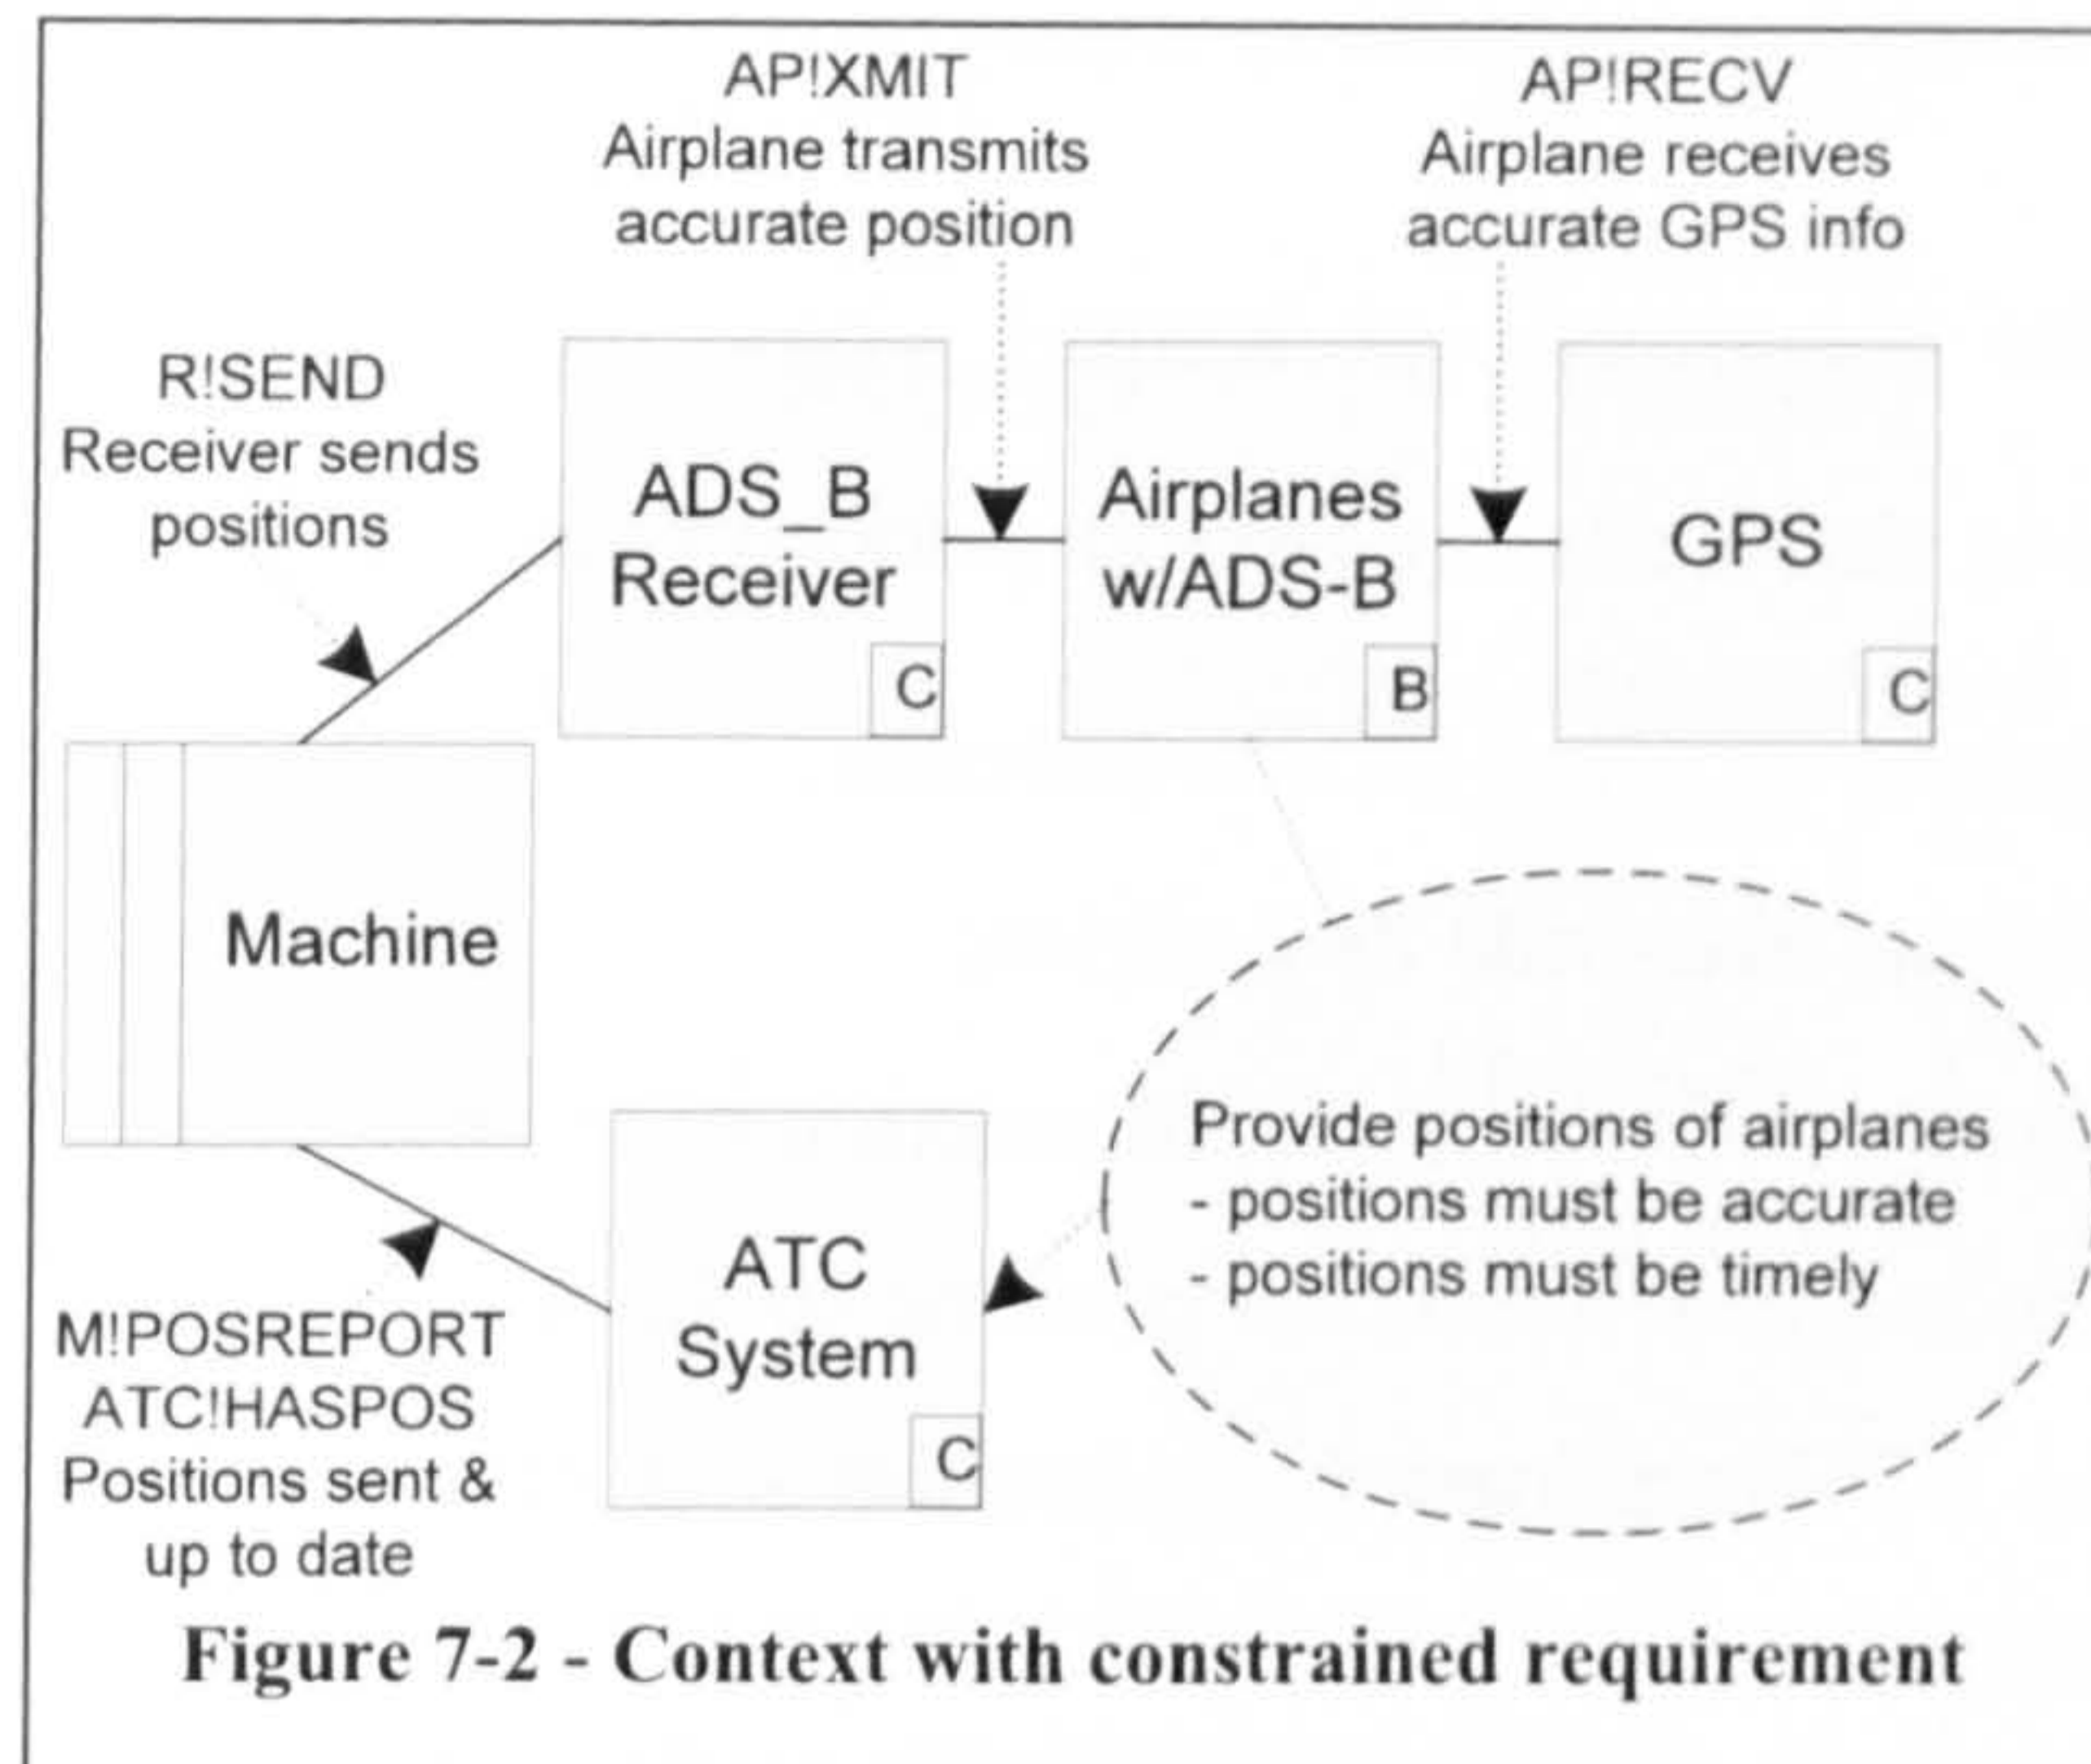 AP!XMIT
Airplane transmits
accurate position
AP!RECV
Airplane receives
accurate GPS info
R!SEND
Receiver sends
positions
ADS_B
Receiver
C
Airplanes
w/ADS-B
B
GPS
C
Machine
ATC
System
C
Provide positions of airplanes
- positions must be accurate
- positions must be timely
M!POSREPORT
ATC!HASPOS
Positions sent &
up to date
Figure 7-2 - Context with constrained requirement